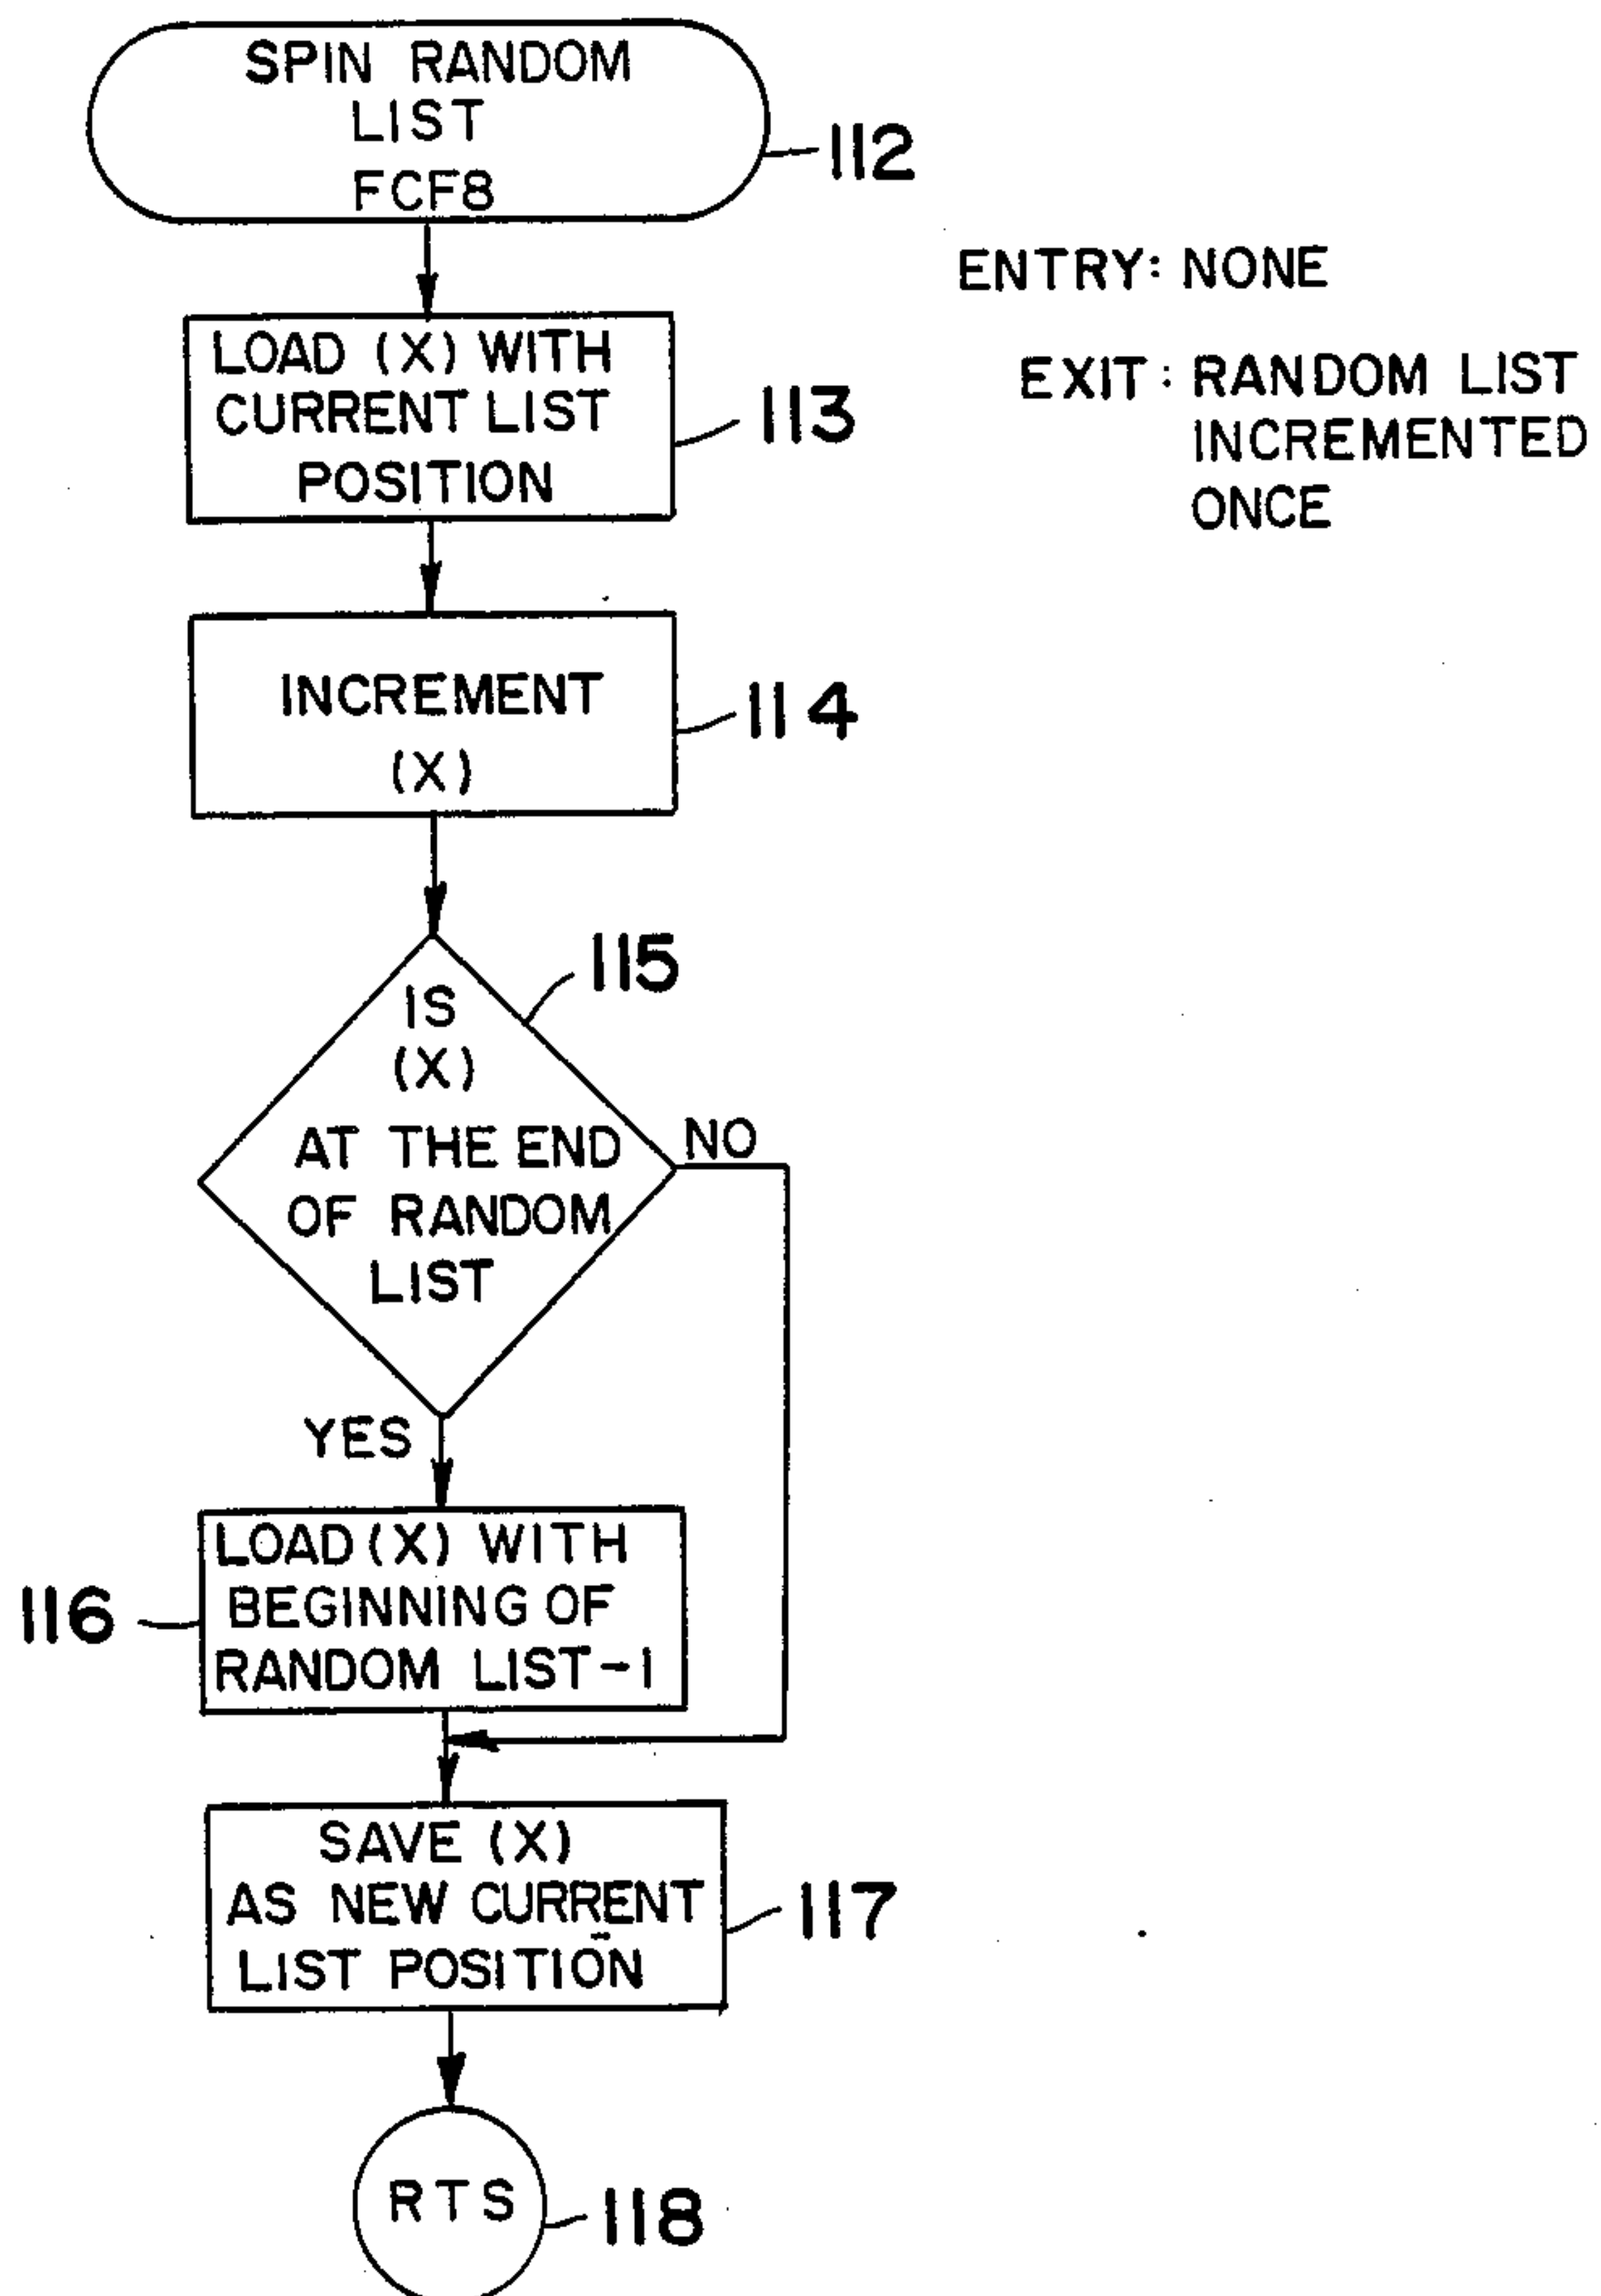 SPIN RANDOM
LIST
FCF8
112
ENTRY: NONE
EXIT: RANDOM LIST
INCREMENTED
ONCE
LOAD (X) WITH
CURRENT LIST
POSITION
113
INCREMENT
(X)
114
115
IS
(X)
AT THE END
OF RANDOM
LIST
NO
YES
LOAD (X) WITH
BEGINNING OF
RANDOM LIST-1
116
SAVE (X)
AS NEW CURRENT
LIST POSITION
117
RTS
118